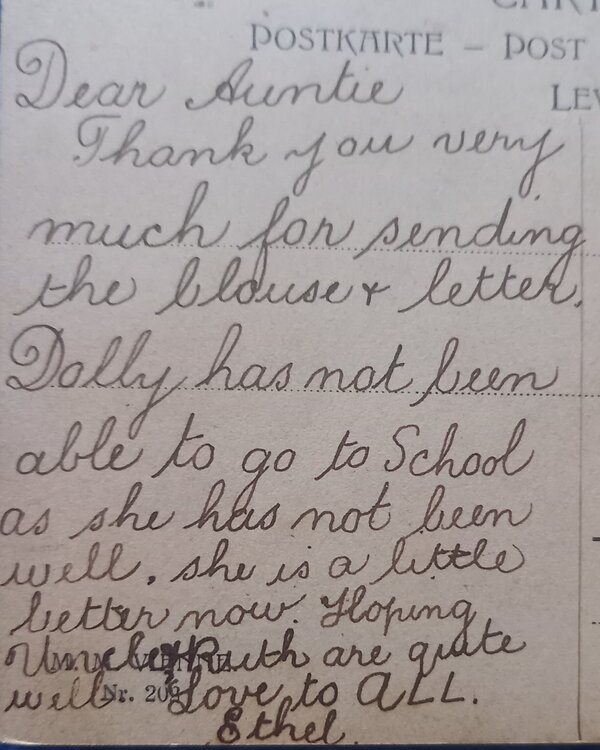 POSTKARTE – POST
Dear Auntie
Thank you very
much for sending
the blouse & letter.
Dolly has not been
able to go to School
as she has not been
well, she is a little
better now. Hoping
Uncle & Ruth are quite
well Nr. 206 Love to ALL.
Ethel.